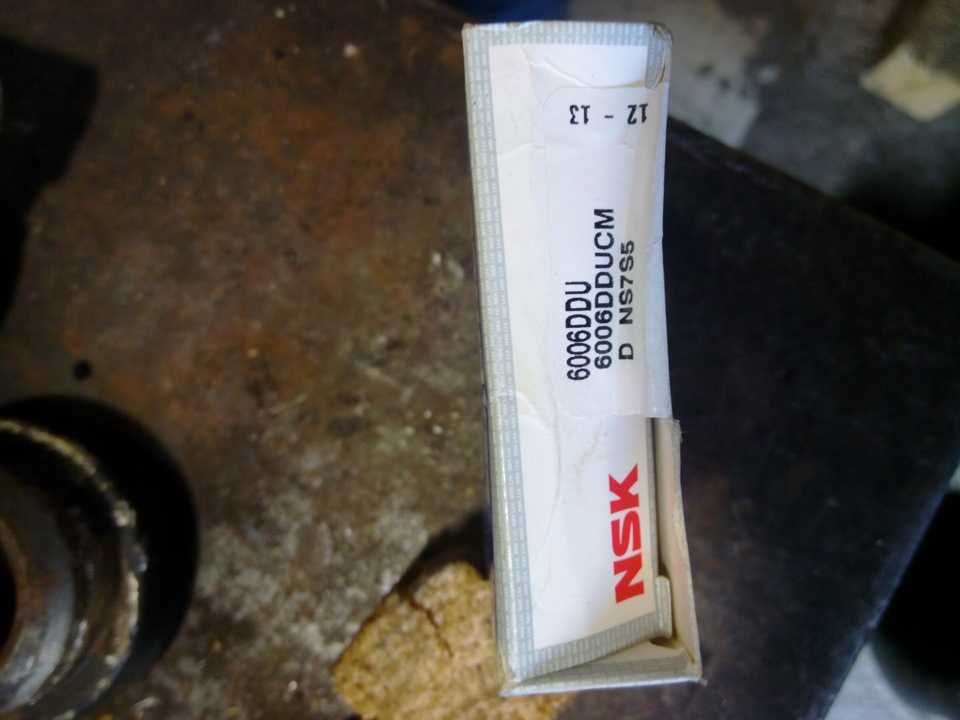 NSK
6006DDU
6006DDUCM
D NS7S5
12 - 13